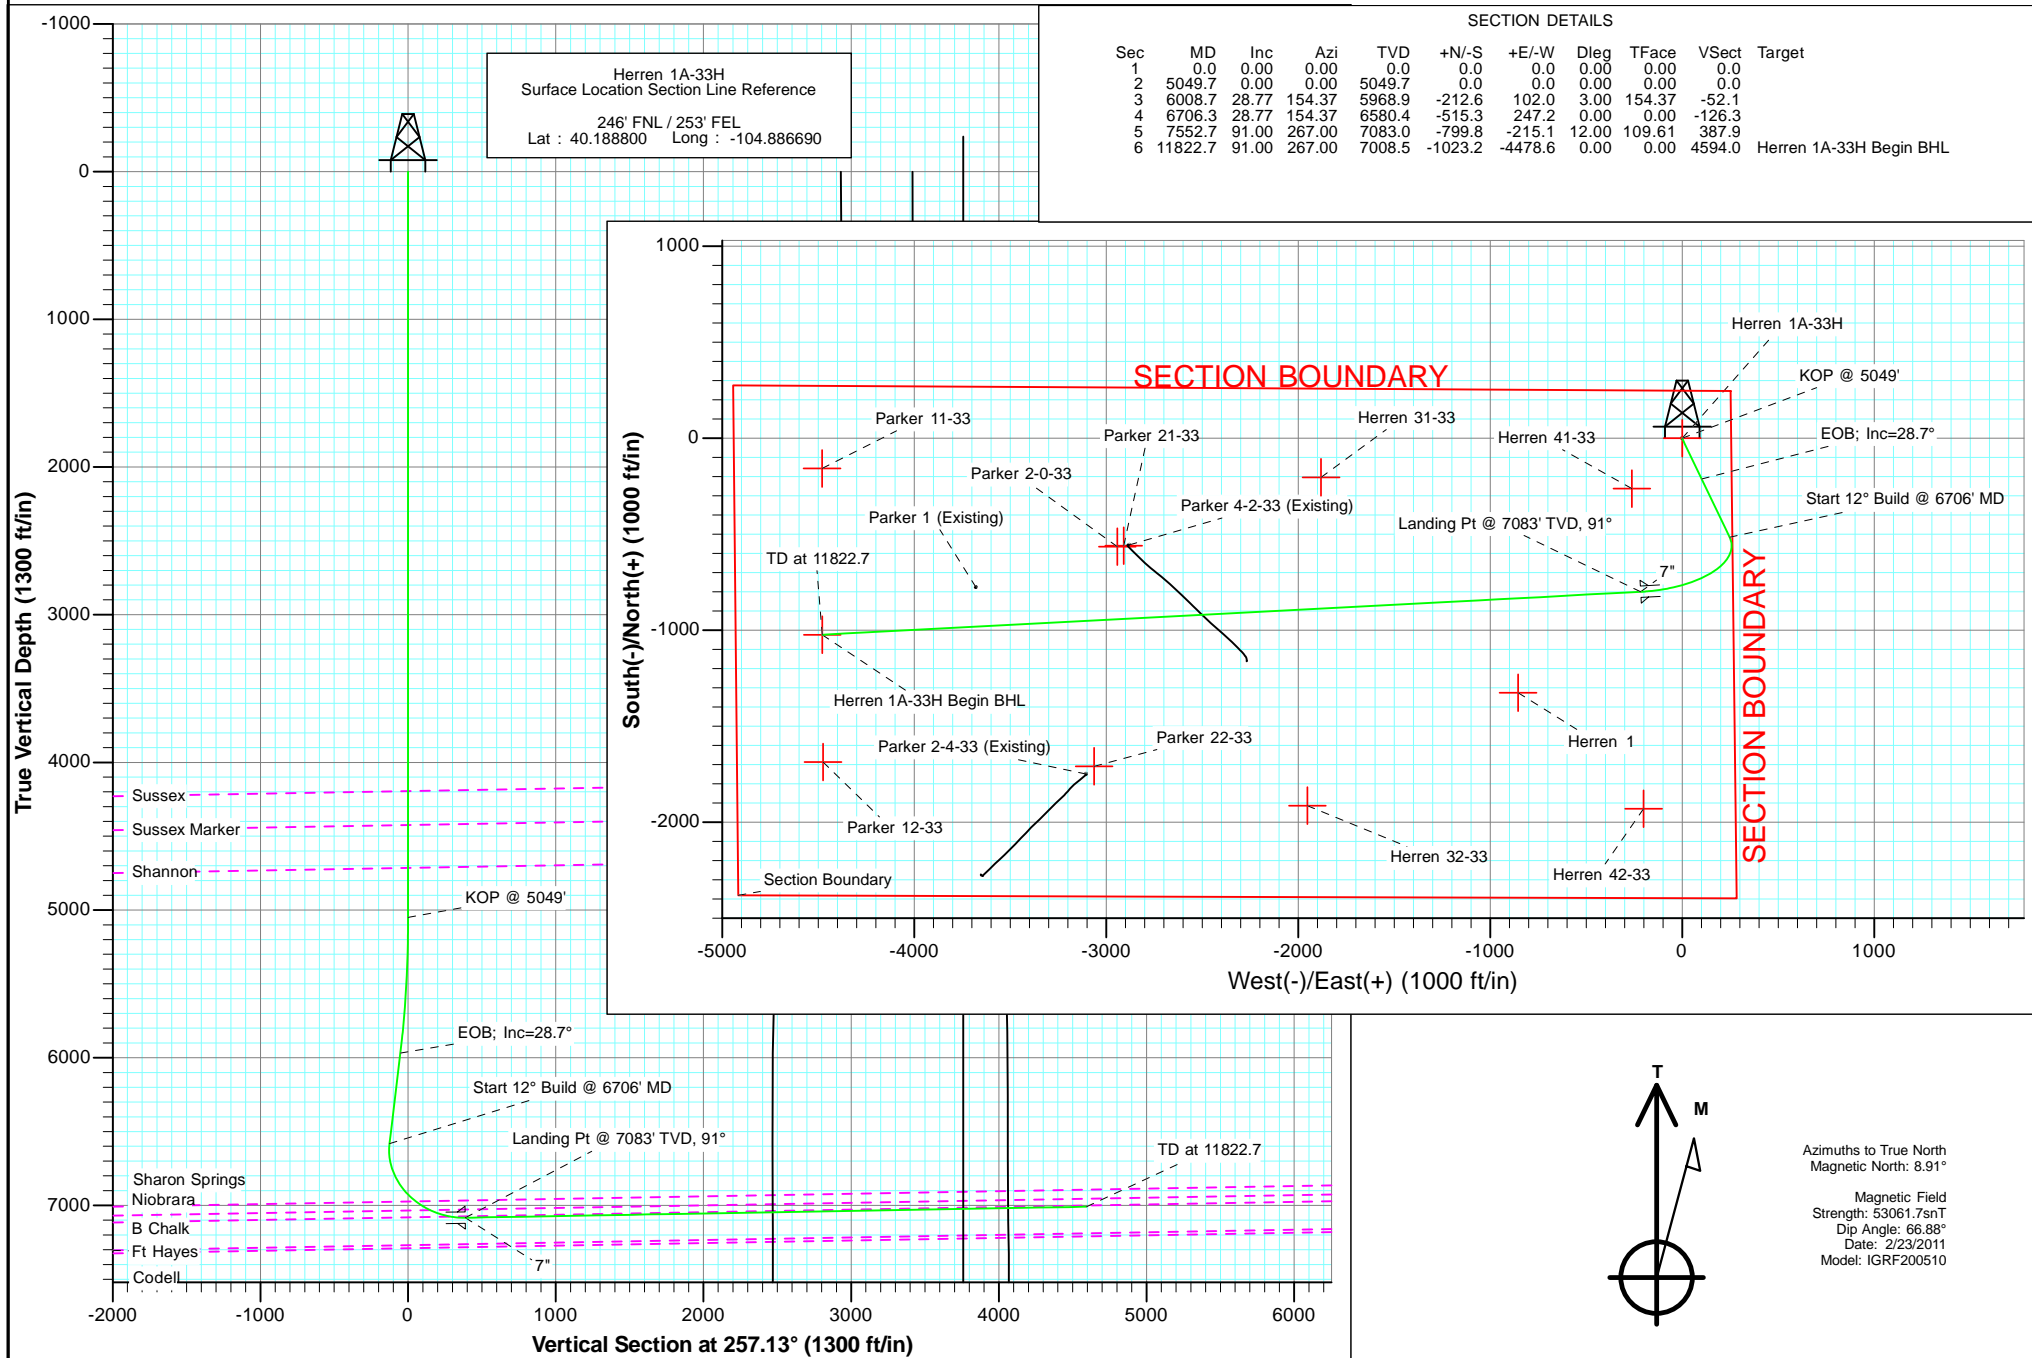 SECTION DETAILS
Sec MD Inc Azi TVD +N/-S +E/-W Dleg TFace VSect Target
1 0.0 0.00 0.00 0.0 0.0 0.0 0.00 0.00 0.0
2 5049.7 0.00 0.00 5049.7 0.0 0.0 0.00 0.00 0.0
3 6008.7 28.77 154.37 5968.9 -212.6 102.0 3.00 154.37 -52.1
4 6706.3 28.77 154.37 6580.4 -515.3 247.2 0.00 0.00 -126.3
5 7552.7 91.00 267.00 7083.0 -799.8 -215.1 12.00 109.61 387.9
6 11822.7 91.00 267.00 7008.5 -1023.2 -4478.6 0.00 0.00 4594.0 Herren 1A-33H Begin BHL
Herren 1A-33H
Surface Location Section Line Reference
246' FNL / 253' FEL
Lat : 40.188800 Long : -104.886690
True Vertical Depth (1300 ft/in)
-1000
0
1000
2000
3000
4000
5000
6000
7000
Sussex
Sussex Marker
Shannon
KOP @ 5049'
EOB; Inc=28.7°
Start 12° Build @ 6706' MD
Landing Pt @ 7083' TVD, 91°
TD at 11822.7
7"
Sharon Springs
Niobrara
B Chalk
Ft Hayes
Codell
-2000 -1000 0 1000 2000 3000 4000 5000 6000
Vertical Section at 257.13° (1300 ft/in)
South(-)/North(+) (1000 ft/in)
1000
0
-1000
-2000
SECTION BOUNDARY
SECTION BOUNDARY
Herren 1A-33H
KOP @ 5049'
EOB; Inc=28.7°
Start 12° Build @ 6706' MD
Landing Pt @ 7083' TVD, 91°
7"
Parker 11-33
Parker 21-33
Herren 31-33
Herren 41-33
Parker 2-0-33
Parker 4-2-33 (Existing)
Parker 1 (Existing)
TD at 11822.7
Herren 1A-33H Begin BHL
Parker 2-4-33 (Existing)
Parker 22-33
Herren 1
Parker 12-33
Herren 32-33
Herren 42-33
Section Boundary
-5000 -4000 -3000 -2000 -1000 0 1000
West(-)/East(+) (1000 ft/in)
T
M
Azimuths to True North
Magnetic North: 8.91°
Magnetic Field
Strength: 53061.7snT
Dip Angle: 66.88°
Date: 2/23/2011
Model: IGRF200510